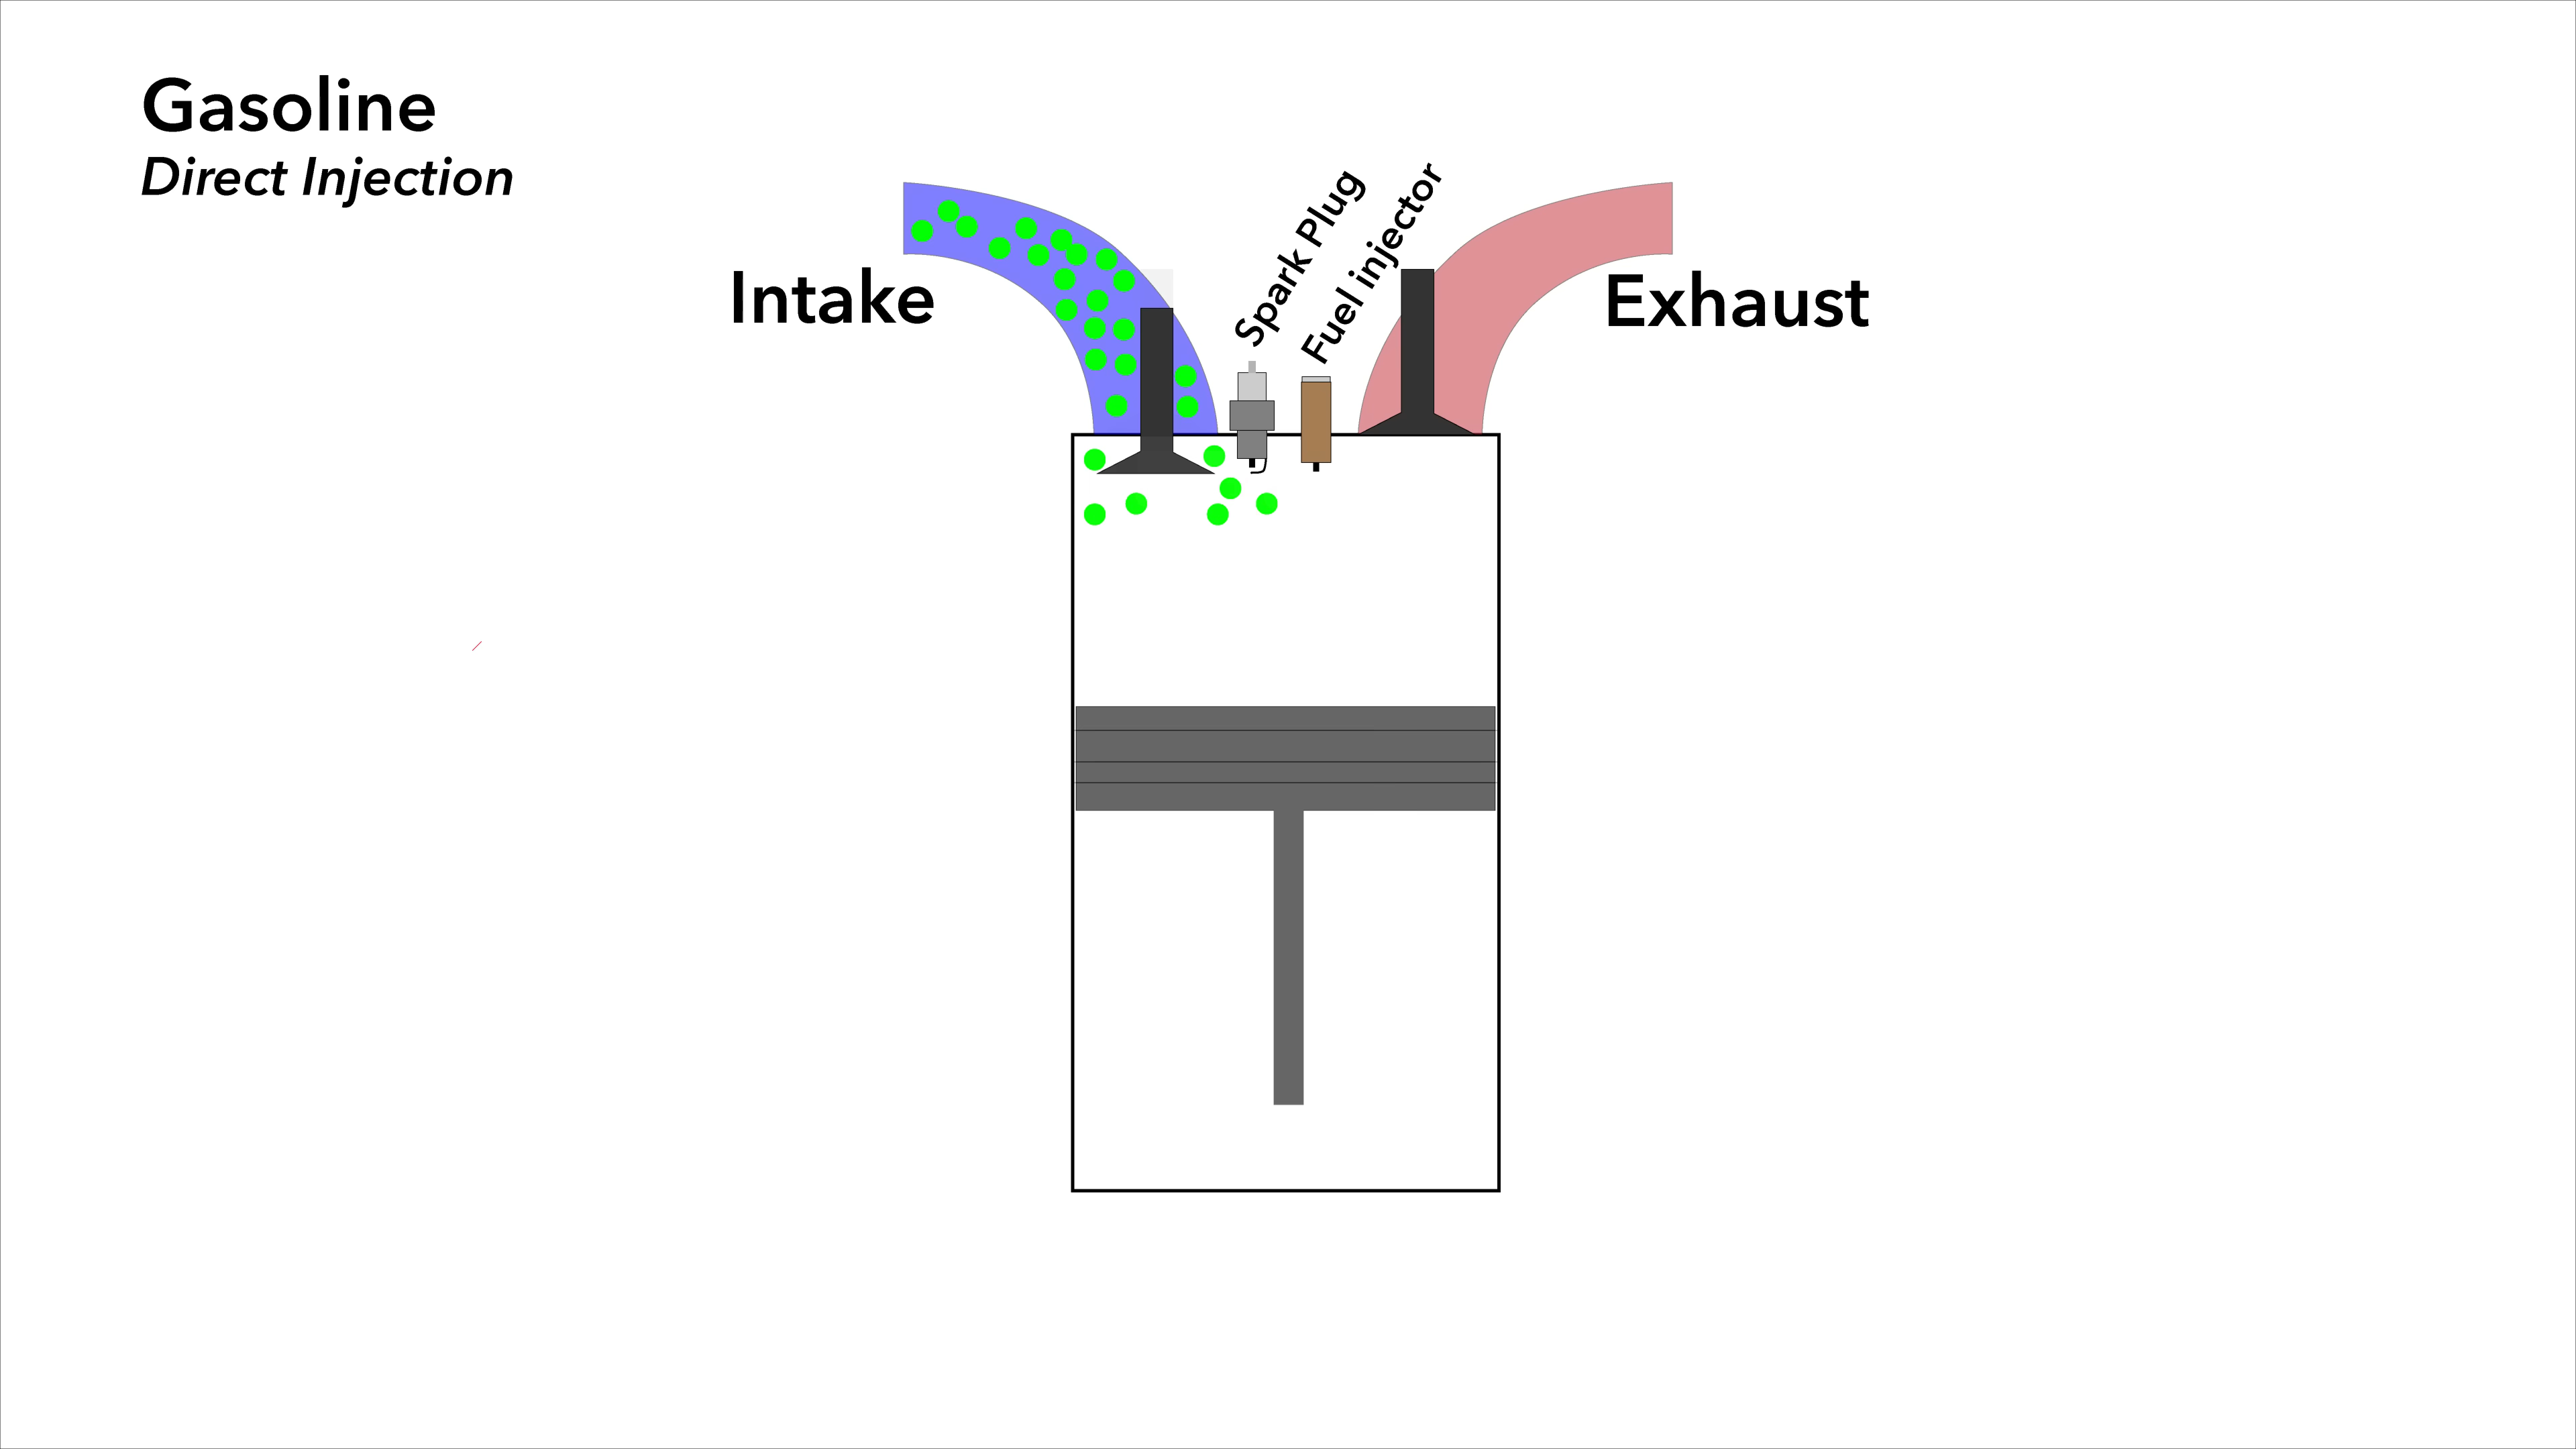 Gasoline
Direct Injection
Spark Plug
Fuel injector
Intake
Exhaust